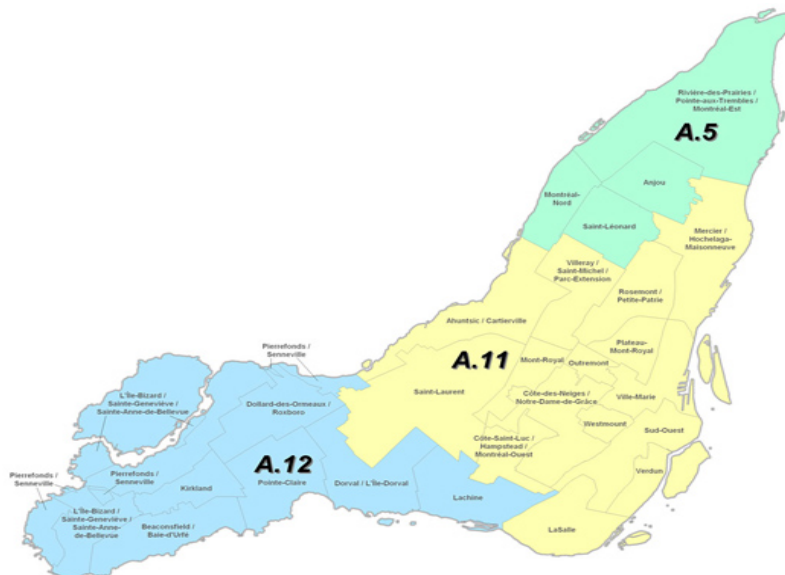 Rivière-des-Prairies /
Pointe-aux-Trembles /
Montréal-Est
A.5
Anjou
Montréal-
Nord
Saint-Léonard
Mercier /
Hochelaga-
Maisonneuve
Villeray /
Saint-Michel /
Parc-Extension
Rosemont /
Petite-Patrie
Ahuntsic / Cartierville
Plateau-
Mont-Royal
Pierrefonds /
Senneville
A.11
Mont-Royal
Outremont
Saint-Laurent
L'Île-Bizard /
Sainte-Geneviève /
Sainte-Anne-de-Bellevue
Dollard-des-Ormeaux /
Roxboro
Côte-des-Neiges /
Notre-Dame-de-Grâce
Ville-Marie
Westmount
Sud-Ouest
Côte-Saint-Luc /
Hampstead /
Montréal-Ouest
Verdun
A.12
Pierrefonds /
Senneville
Pierrefonds /
Senneville
Pointe-Claire
Dorval / L'Île-Dorval
Kirkland
Lachine
L'Île-Bizard /
Sainte-Geneviève /
Sainte-Anne-
de-Bellevue
Beaconsfield /
Baie-d'Urfé
LaSalle